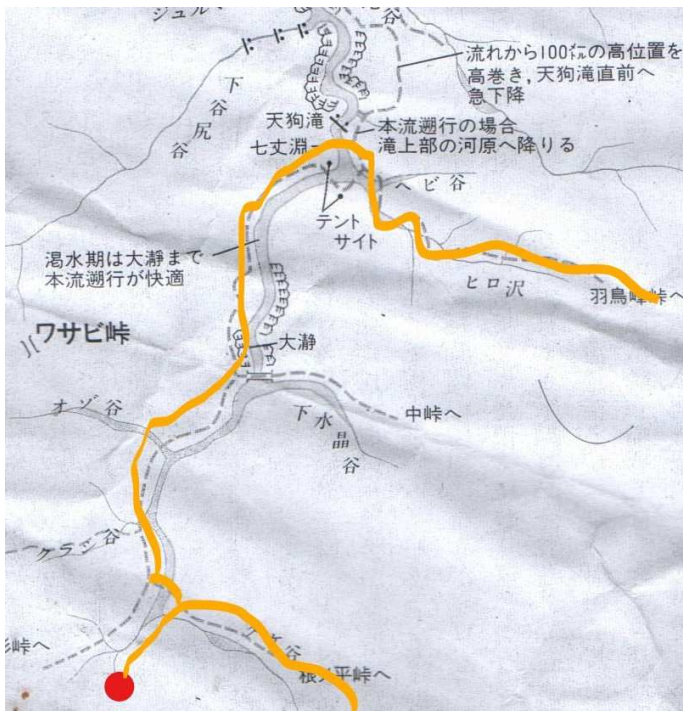 谷
流れから100㍍の高位置を
高巻き,天狗滝直前へ
急下降
下谷尻谷
天狗滝
本流遡行の場合
滝上部の河原へ降りる
七丈淵
ヘビ谷
テント
サイト
渇水期は大瀞まで
本流遡行が快適
ヒロ沢
羽鳥峰峠へ
ワサビ峠
大瀞
オゾ谷
中峠へ
下水晶谷
クラシ谷
峠へ
根ノ平峠へ